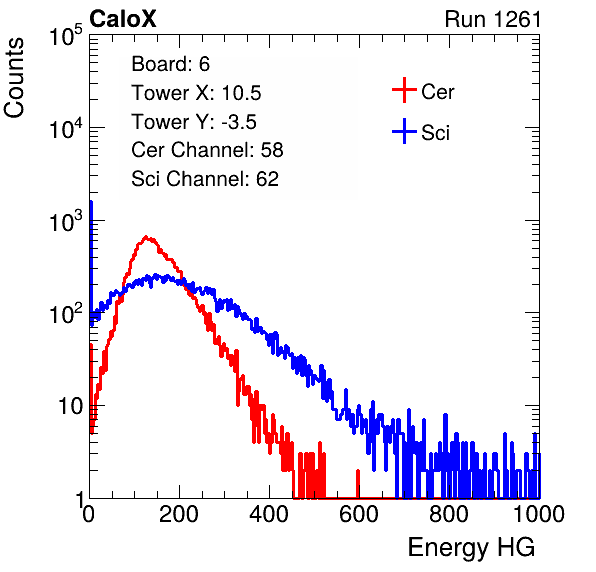 CaloX Run 1261
Counts
Board: 6
Tower X: 10.5
Tower Y: -3.5
Cer Channel: 58
Sci Channel: 62
Cer
Sci
10^5
10^4
10^3
10^2
10
1
0 200 400 600 800 1000
Energy HG